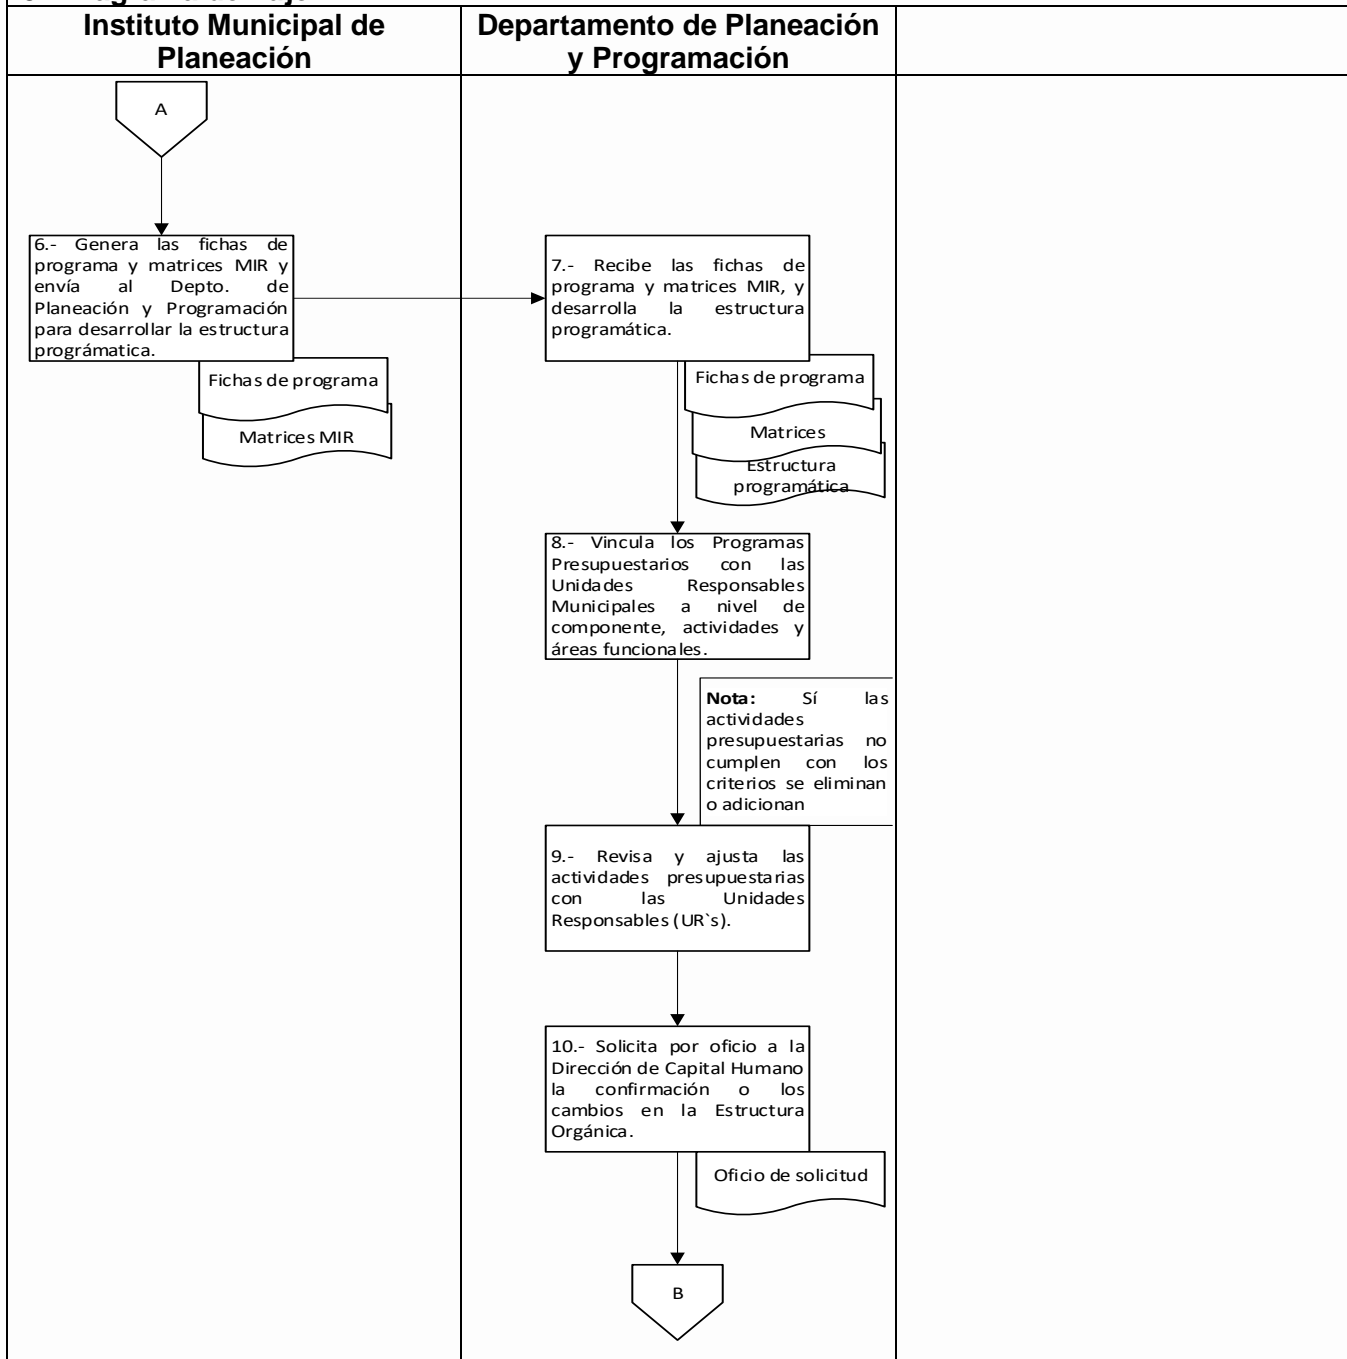 Instituto Municipal de
Planeación
Departamento de Planeación
y Programación
A
6.- Genera las fichas de
programa y matrices MIR y
envía al Depto. de
Planeación y Programación
para desarrollar la estructura
prográmatica.
Fichas de programa
Matrices MIR
7.- Recibe las fichas de
programa y matrices MIR, y
desarrolla la estructura
programática.
Fichas de programa
Matrices
Estructura
programática
8.- Vincula los Programas
Presupuestarios con las
Unidades Responsables
Municipales a nivel de
componente, actividades y
áreas funcionales.
Nota: Sí las
actividades
presupuestarias no
cumplen con los
criterios se eliminan
o adicionan
9.- Revisa y ajusta las
actividades presupuestarias
con las Unidades
Responsables (UR`s).
10.- Solicita por oficio a la
Dirección de Capital Humano
la confirmación o los
cambios en la Estructura
Orgánica.
Oficio de solicitud
B